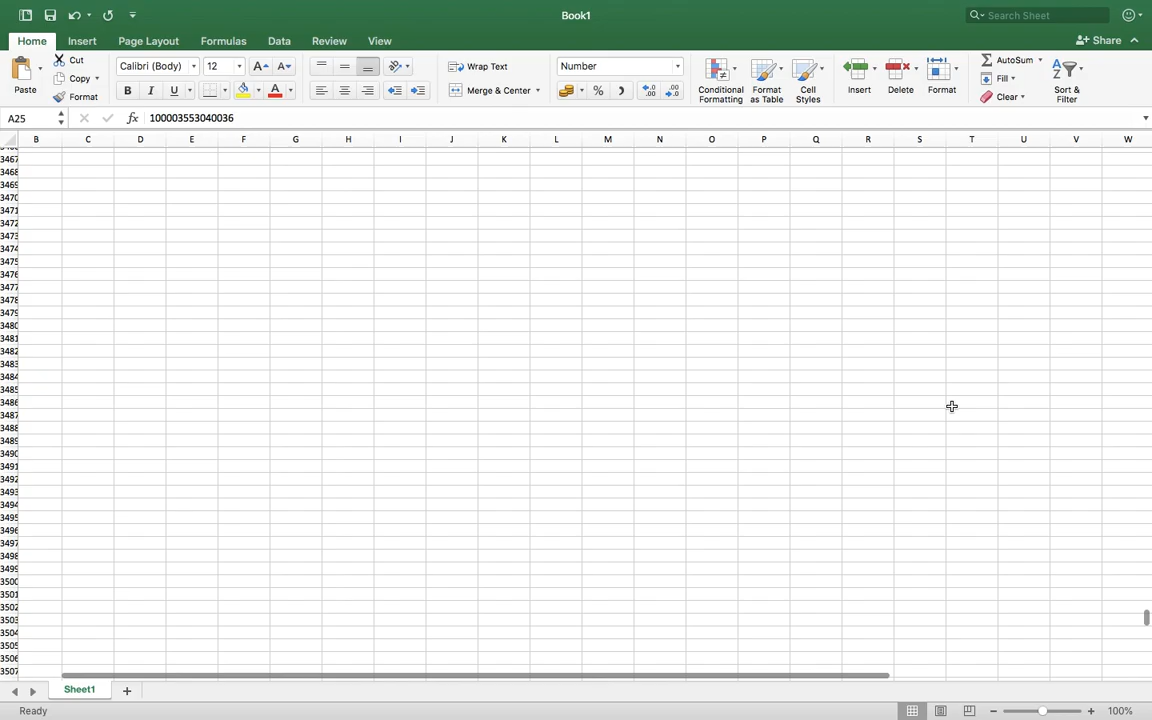 Book1
Search Sheet
Home Insert Page Layout Formulas Data Review View
Share
Paste
Cut
Copy
Format
Calibri (Body) 12 A A
B I U A
Wrap Text
Merge & Center
Number
%
Conditional Formatting
Format as Table
Cell Styles
Insert
Delete
Format
AutoSum
Fill
Clear
Sort & Filter
A25 fx 100003553040036
B C D E F G H I J K L M N O P Q R S T U V W
3467
3468
3469
3470
3471
3472
3473
3474
3475
3476
3477
3478
3479
3480
3481
3482
3483
3484
3485
3486
3487
3488
3489
3490
3491
3492
3493
3494
3495
3496
3497
3498
3499
3500
3501
3502
3503
3504
3505
3506
3507
Sheet1
Ready
100%